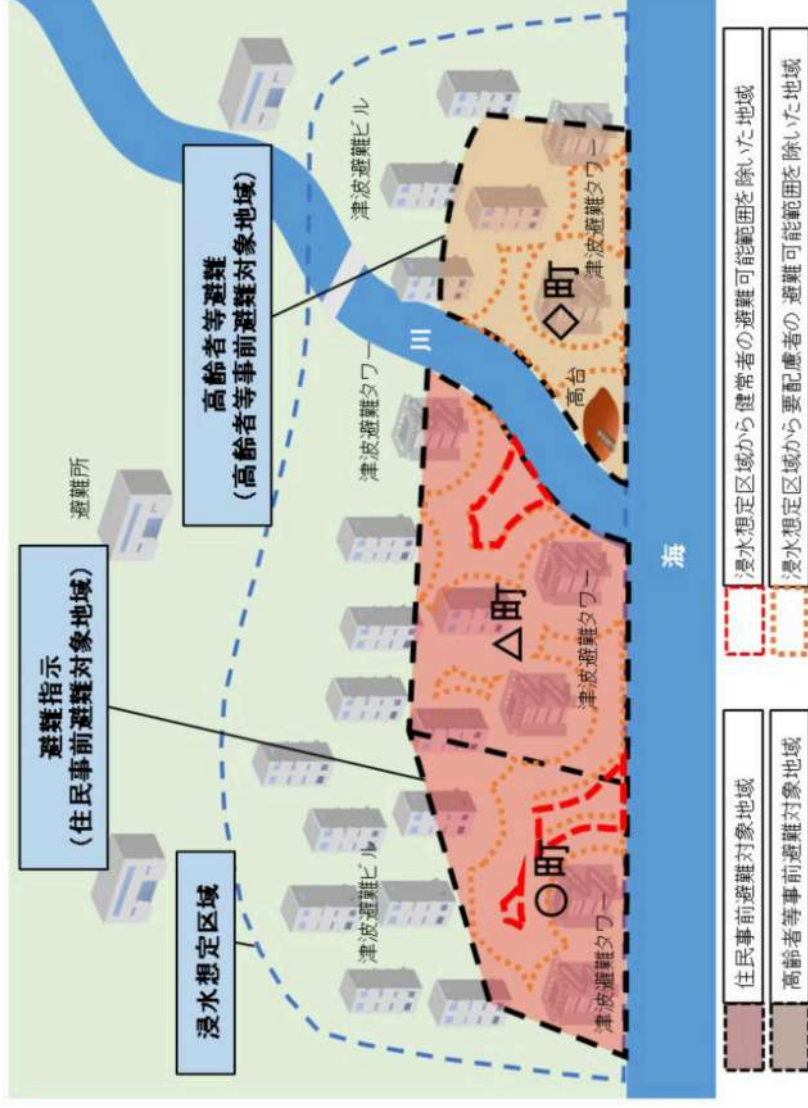 避難所
避難指示
(住民事前避難対象地域)
高齢者等避難
(高齢者等事前避難対象地域)
浸水想定区域
津波避難ビル
津波避難タワー
津波避難ビル
川
〇町
△町
◇町
高台
津波避難タワー
津波避難タワー
津波避難タワー
海
住民事前避難対象地域
高齢者等事前避難対象地域
浸水想定区域から健常者の避難可能範囲を除いた地域
浸水想定区域から要配慮者の 避難可能範囲を除いた地域